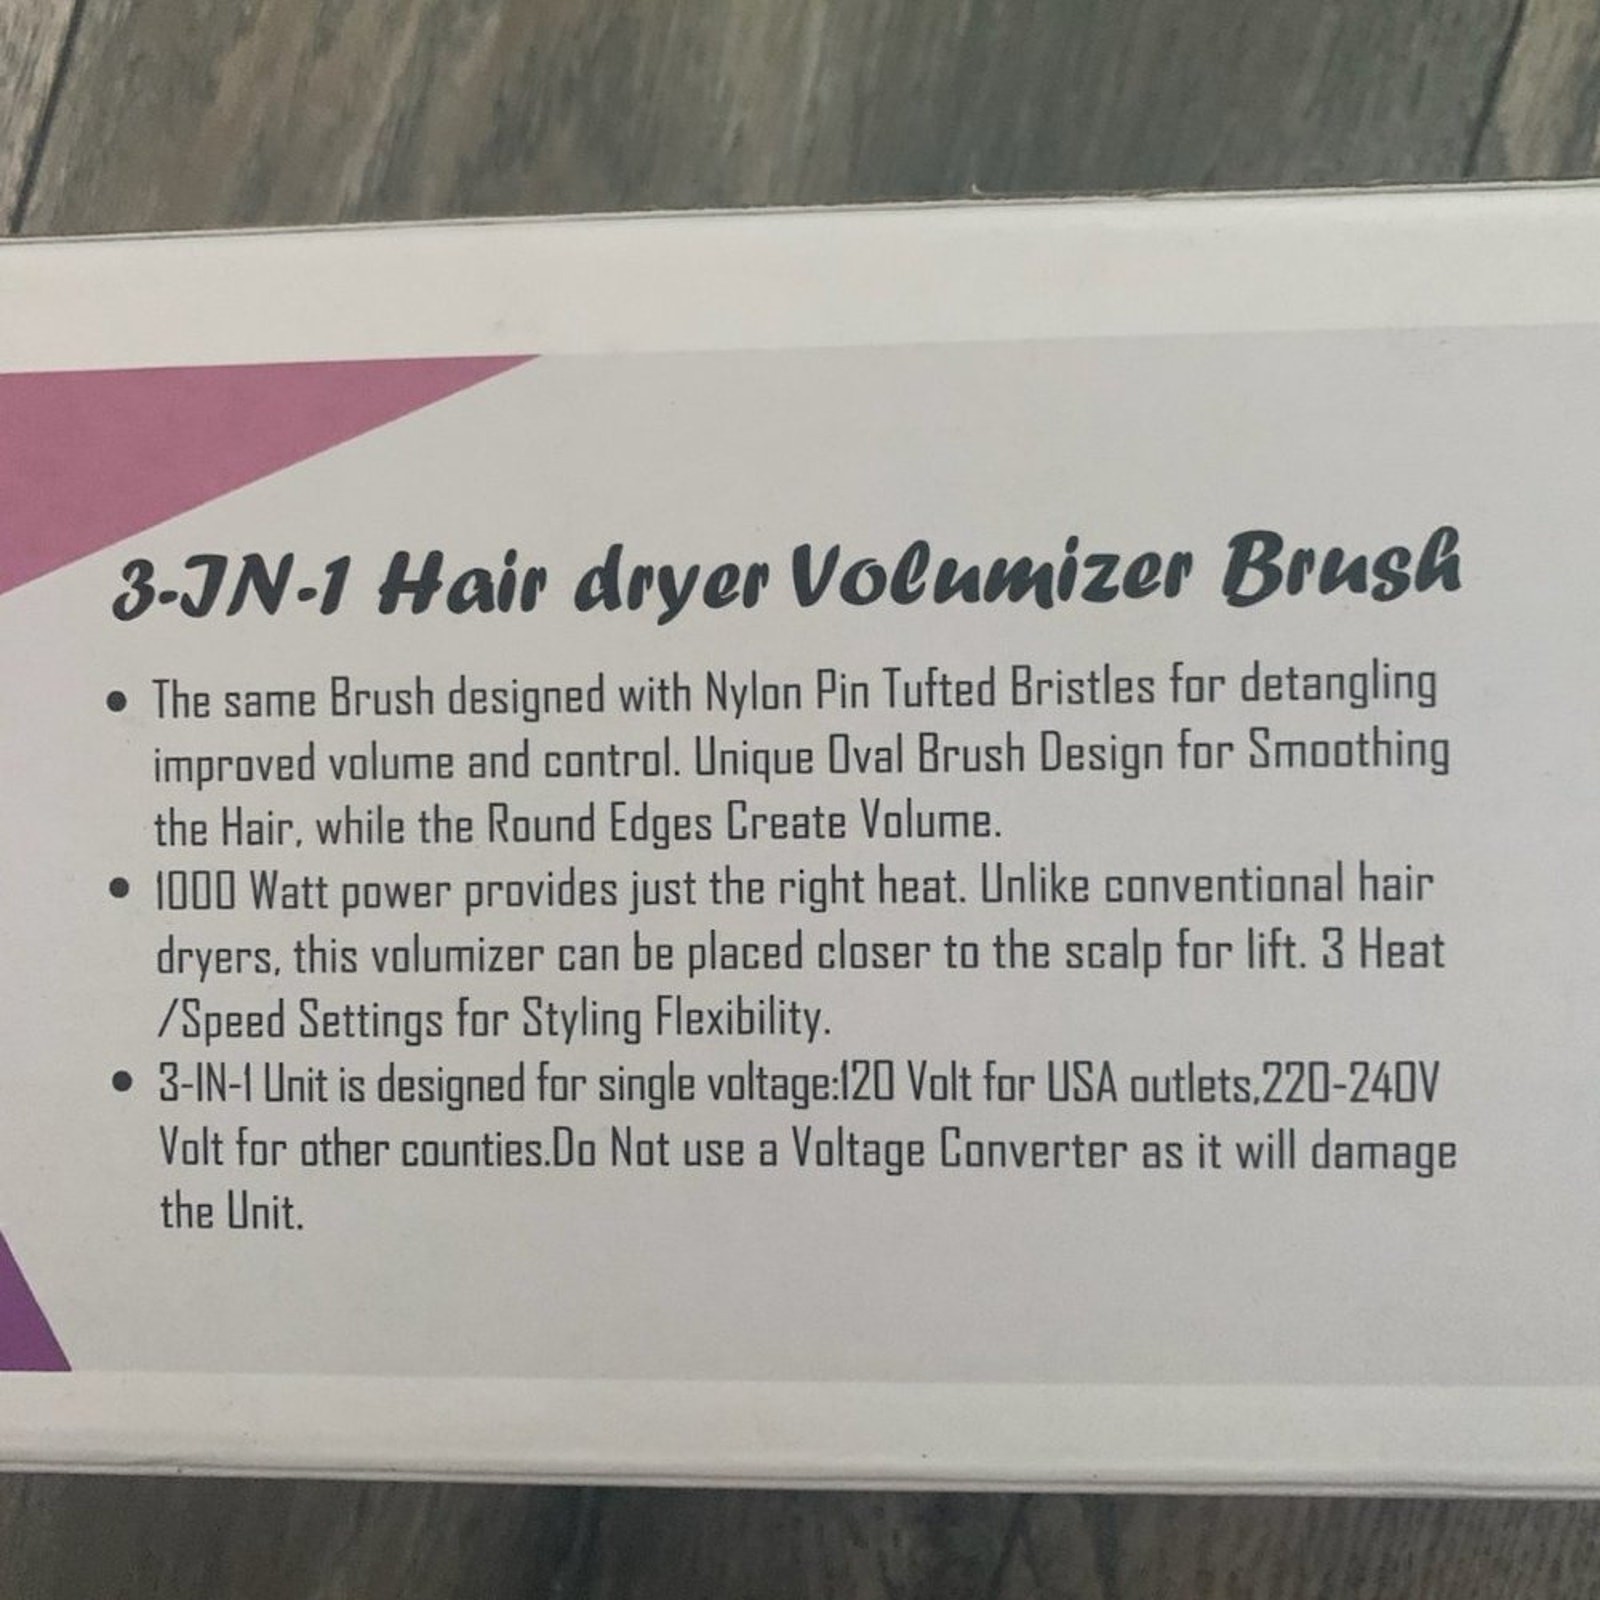 3-IN-1 Hair dryer Volumizer Brush
• The same Brush designed with Nylon Pin Tufted Bristles for detangling
improved volume and control. Unique Oval Brush Design for Smoothing
the Hair, while the Round Edges Create Volume.
• 1000 Watt power provides just the right heat. Unlike conventional hair
dryers, this volumizer can be placed closer to the scalp for lift. 3 Heat
/Speed Settings for Styling Flexibility.
• 3-IN-1 Unit is designed for single voltage:120 Volt for USA outlets,220-240V
Volt for other counties.Do Not use a Voltage Converter as it will damage
the Unit.